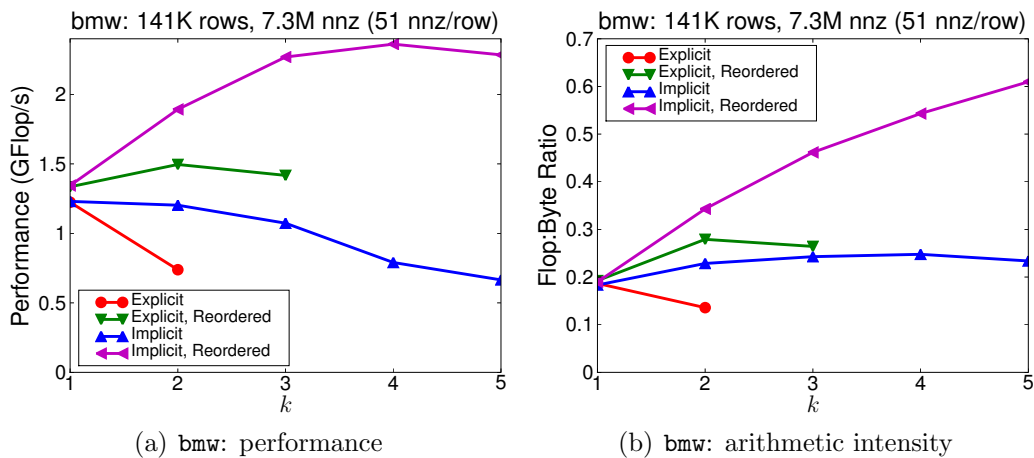 bmw: 141K rows, 7.3M nnz (51 nnz/row)
Performance (GFlop/s)
2
1.5
1
0.5
0
Explicit
Explicit, Reordered
Implicit
Implicit, Reordered
1 2 3 4 5
k
(a) bmw: performance
bmw: 141K rows, 7.3M nnz (51 nnz/row)
Flop:Byte Ratio
0.7
0.6
0.5
0.4
0.3
0.2
0.1
0
Explicit
Explicit, Reordered
Implicit
Implicit, Reordered
1 2 3 4 5
k
(b) bmw: arithmetic intensity